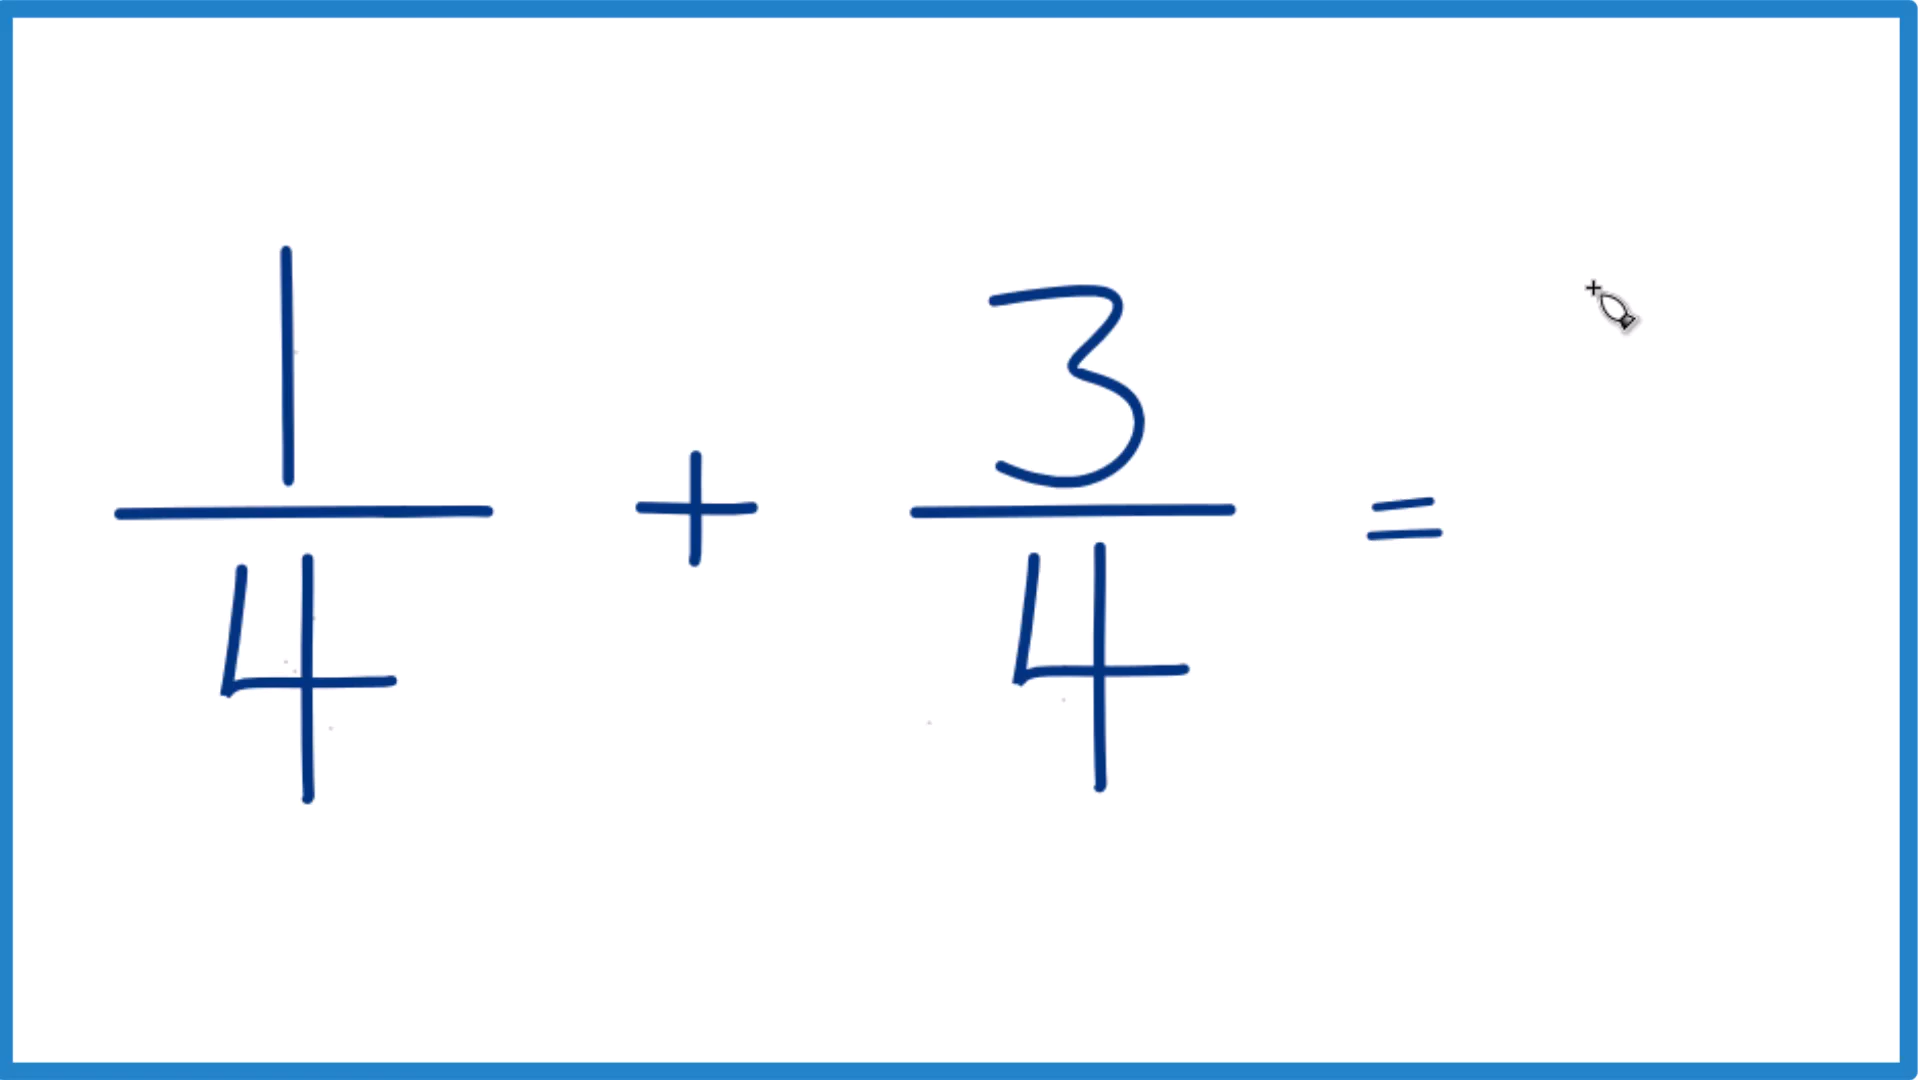 1/4 + 3/4 =